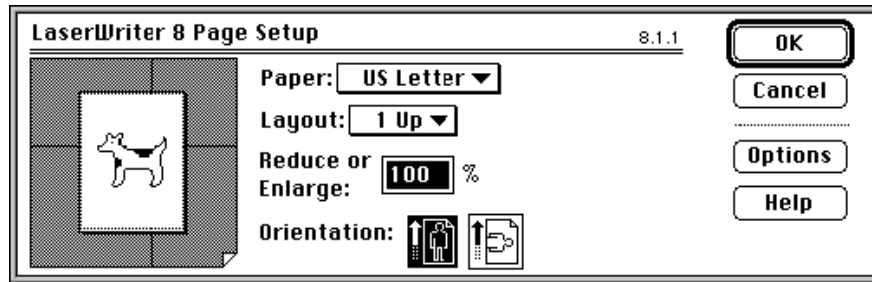 LaserWriter 8 Page Setup 8.1.1 OK
Paper: US Letter
Cancel
Layout: 1 Up
Reduce or
Enlarge: 100 %
Options
Help
Orientation: